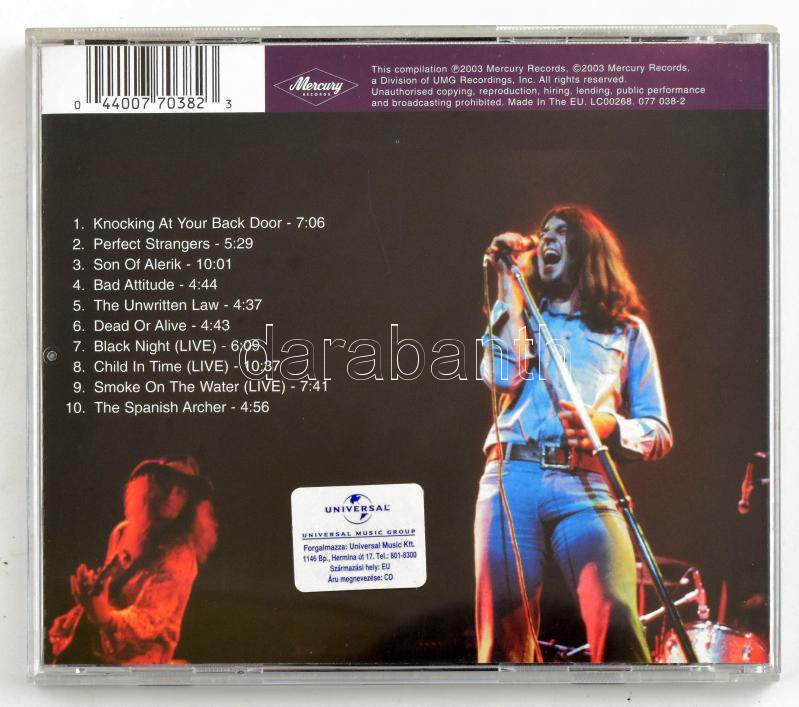 0 44007 70382 3
Mercury
RECORDS
This compilation ℗2003 Mercury Records, ©2003 Mercury Records,
a Division of UMG Recordings, Inc. All rights reserved.
Unauthorised copying, reproduction, hiring, lending, public performance
and broadcasting prohibited. Made In The EU. LC00268. 077 038-2
1. Knocking At Your Back Door - 7:06
2. Perfect Strangers - 5:29
3. Son Of Alerik - 10:01
4. Bad Attitude - 4:44
5. The Unwritten Law - 4:37
6. Dead Or Alive - 4:43
7. Black Night (LIVE) - 6:09
8. Child In Time (LIVE) - 10:37
9. Smoke On The Water (LIVE) - 7:41
10. The Spanish Archer - 4:56
darabanth
UNIVERSAL
UNIVERSAL MUSIC GROUP
Forgalmazza: Universal Music Kft.
1146 Bp., Hermina út 17. Tel.: 801-8300
Származási hely: EU
Áru megnevezése: CD